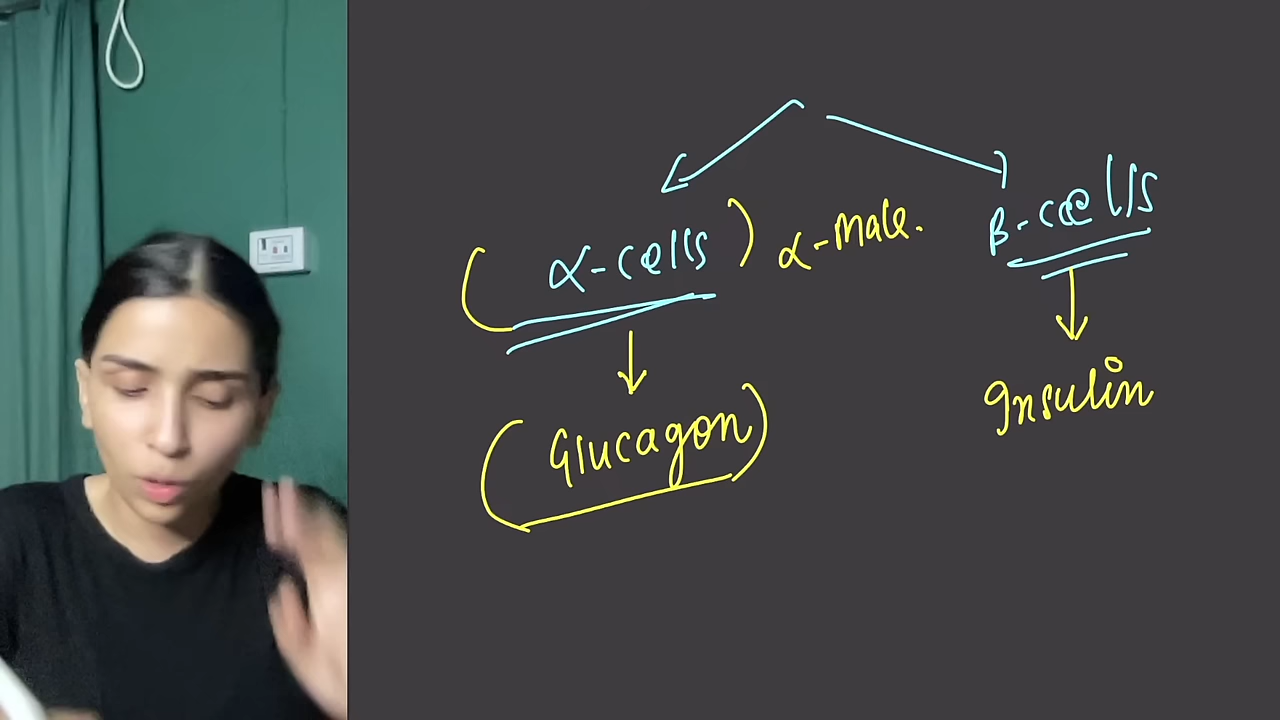 α-cells
α-male.
β-cells
Glucagon
Insulin